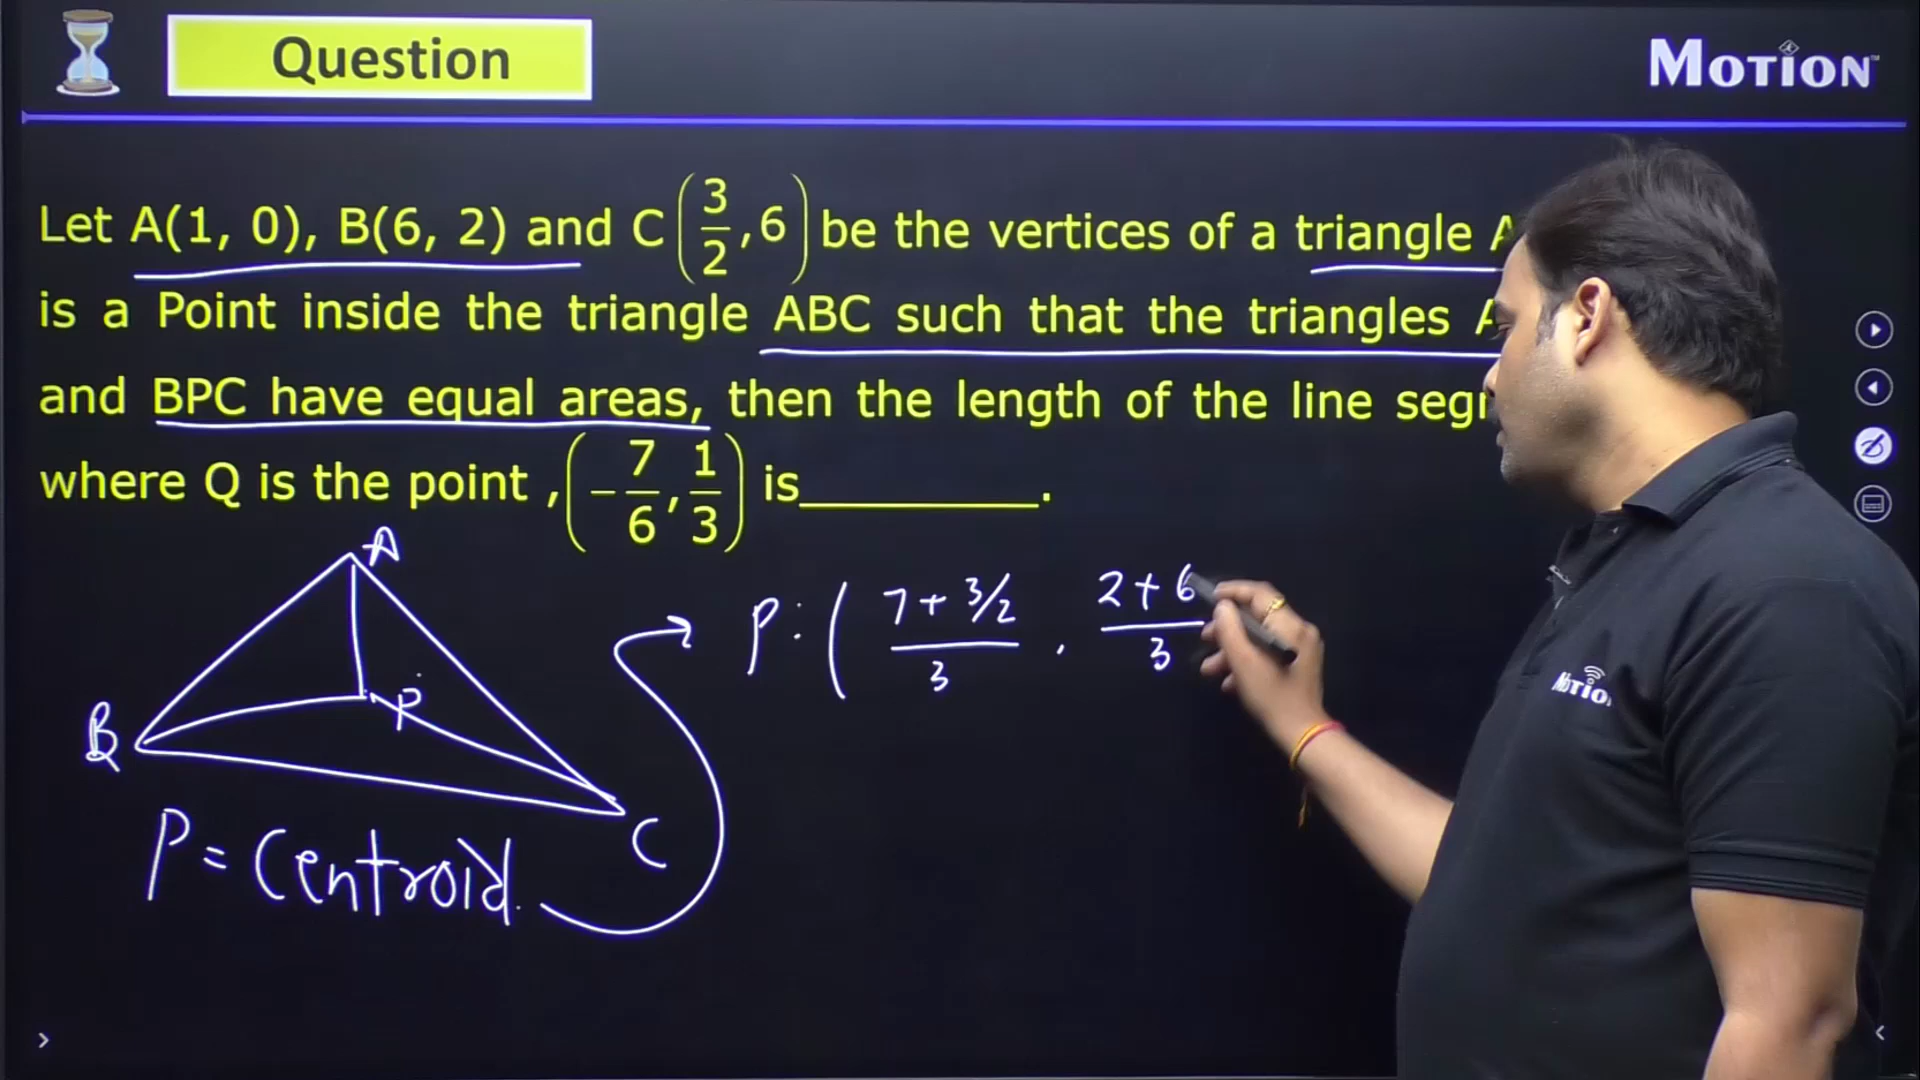 Question
MOTION
Let A(1, 0), B(6, 2) and C (3/2, 6) be the vertices of a triangle A
is a Point inside the triangle ABC such that the triangles A
and BPC have equal areas, then the length of the line seg
where Q is the point ,(-7/6, 1/3) is__________.
A
P: ( 7 + 3/2 / 3 , 2 + 6 / 3
B
P
C
P = Centroid.
MOTION